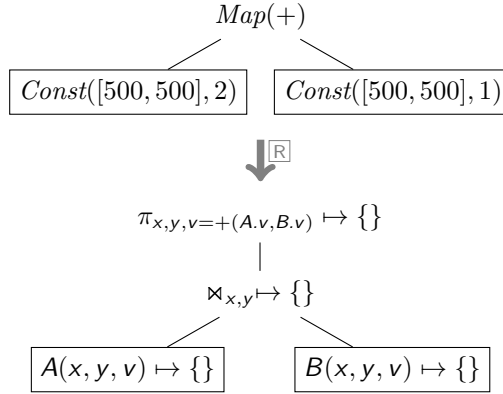 Map(+)
Const([500, 500], 2) Const([500, 500], 1)
R
π_{x,y,v=+(A.v,B.v)} ↦ {}
⋈_{x,y} ↦ {}
A(x, y, v) ↦ {} B(x, y, v) ↦ {}